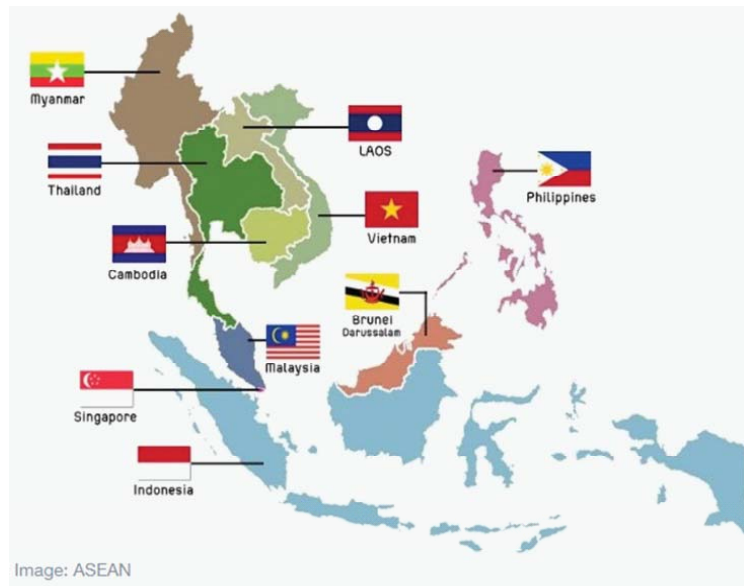 Myanmar
LAOS
Thailand
Philippines
Vietnam
Cambodia
Brunei
Darussalam
Malaysia
Singapore
Indonesia
Image: ASEAN